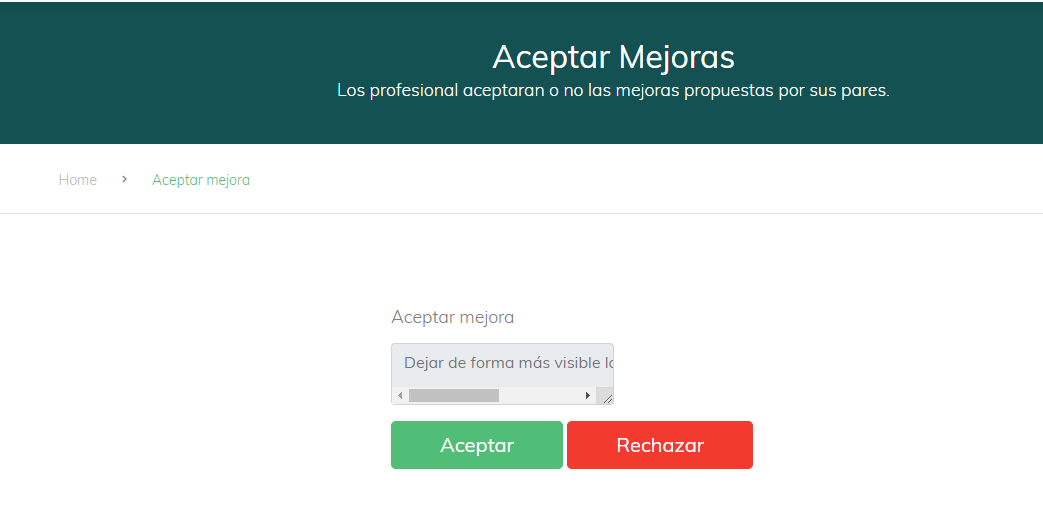 Aceptar Mejoras
Los profesional aceptaran o no las mejoras propuestas por sus pares.
Home > Aceptar mejora
Aceptar mejora
Dejar de forma más visible
Aceptar Rechazar